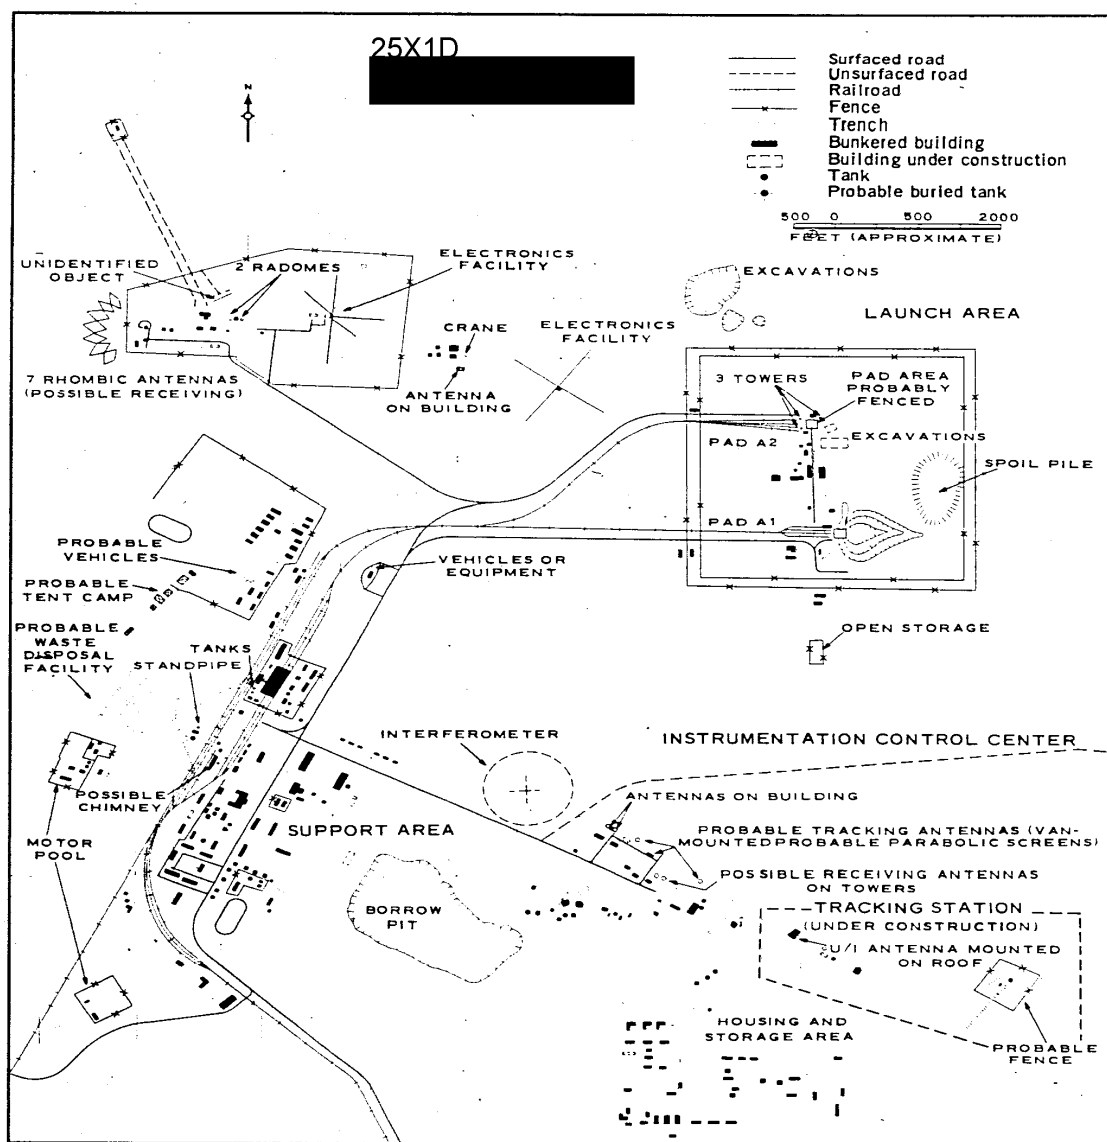 25X1D
N
Surfaced road
Unsurfaced road
Railroad
Fence
Trench
Bunkered building
Building under construction
Tank
Probable buried tank
500 0 500 2000
FEET (APPROXIMATE)
UNIDENTIFIED
OBJECT
2 RADOMES
ELECTRONICS
FACILITY
EXCAVATIONS
LAUNCH AREA
CRANE
ELECTRONICS
FACILITY
7 RHOMBIC ANTENNAS
(POSSIBLE RECEIVING)
ANTENNA
ON BUILDING
3 TOWERS
PAD AREA
PROBABLY
FENCED
PAD A2
EXCAVATIONS
SPOIL PILE
PAD A1
PROBABLE
VEHICLES
VEHICLES OR
EQUIPMENT
PROBABLE
TENT CAMP
PROBABLE
WASTE
DISPOSAL
FACILITY
TANKS
STANDPIPE
OPEN STORAGE
INTERFEROMETER
INSTRUMENTATION CONTROL CENTER
POSSIBLE
CHIMNEY
ANTENNAS ON BUILDING
MOTOR
POOL
SUPPORT AREA
PROBABLE TRACKING ANTENNAS (VAN-
MOUNTEDPROBABLE PARABOLIC SCREENS)
POSSIBLE RECEIVING ANTENNAS
ON TOWERS
BORROW
PIT
TRACKING STATION
(UNDER CONSTRUCTION)
U/I ANTENNA MOUNTED
ON ROOF
HOUSING AND
STORAGE AREA
PROBABLE
FENCE